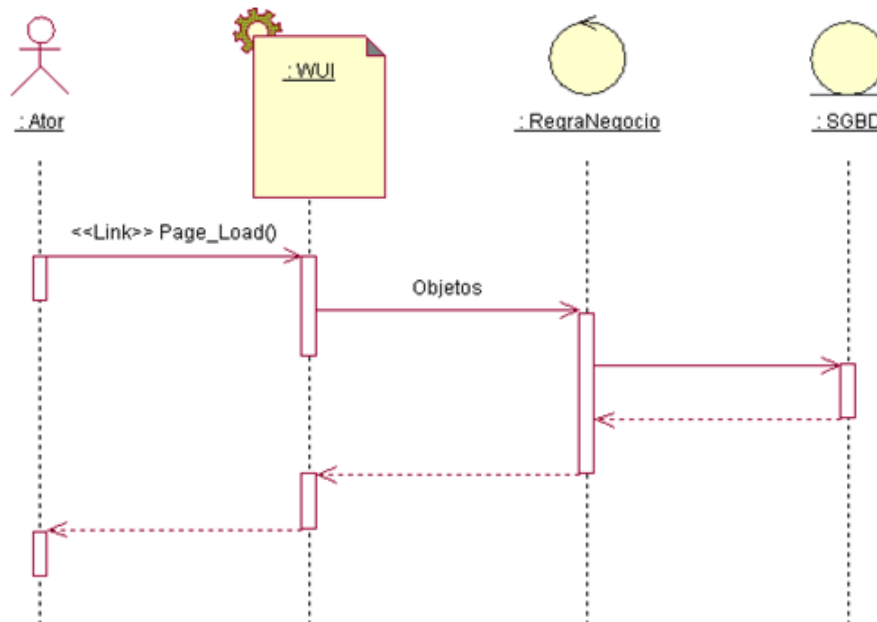 : WUI
: Ator
: RegraNegocio
: SGBD
<<Link>> Page_Load()
Objetos